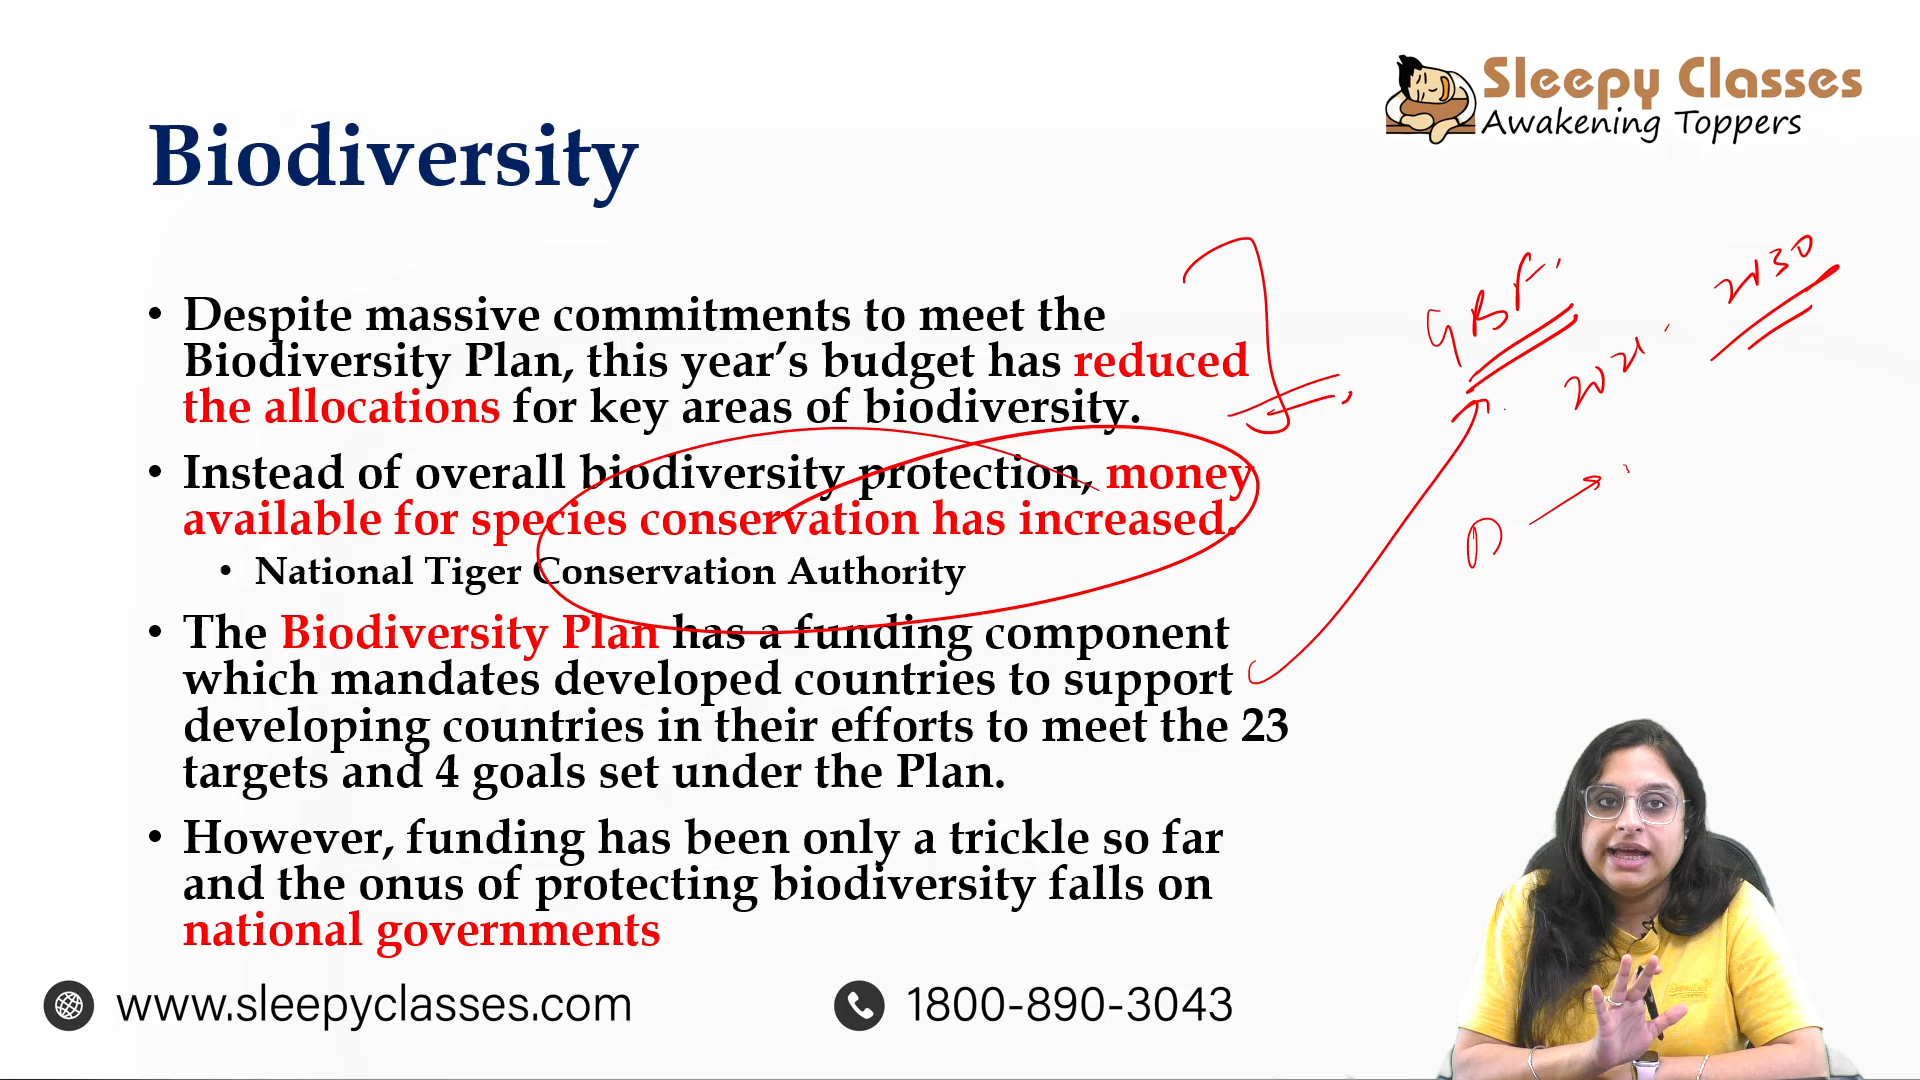 Sleepy Classes
Awakening Toppers
Biodiversity
• Despite massive commitments to meet the
Biodiversity Plan, this year’s budget has reduced
the allocations for key areas of biodiversity.
• Instead of overall biodiversity protection, money
available for species conservation has increased.
• National Tiger Conservation Authority
• The Biodiversity Plan has a funding component
which mandates developed countries to support
developing countries in their efforts to meet the 23
targets and 4 goals set under the Plan.
• However, funding has been only a trickle so far
and the onus of protecting biodiversity falls on
national governments
GBF.
2021 - 2030
D
www.sleepyclasses.com
1800-890-3043